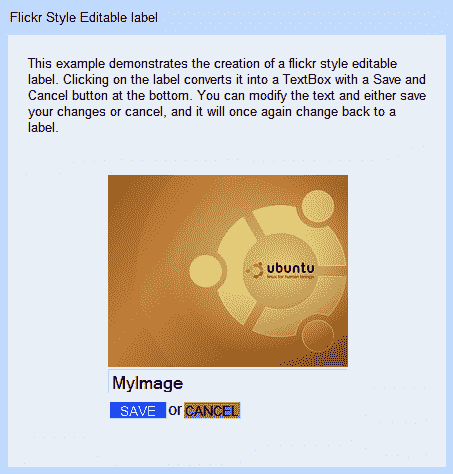 Flickr Style Editable label
This example demonstrates the creation of a flickr style editable
label. Clicking on the label converts it into a TextBox with a Save and
Cancel button at the bottom. You can modify the text and either save
your changes or cancel, and it will once again change back to a
label.
ubuntu
linux for human beings
MyImage
SAVE or CANCEL